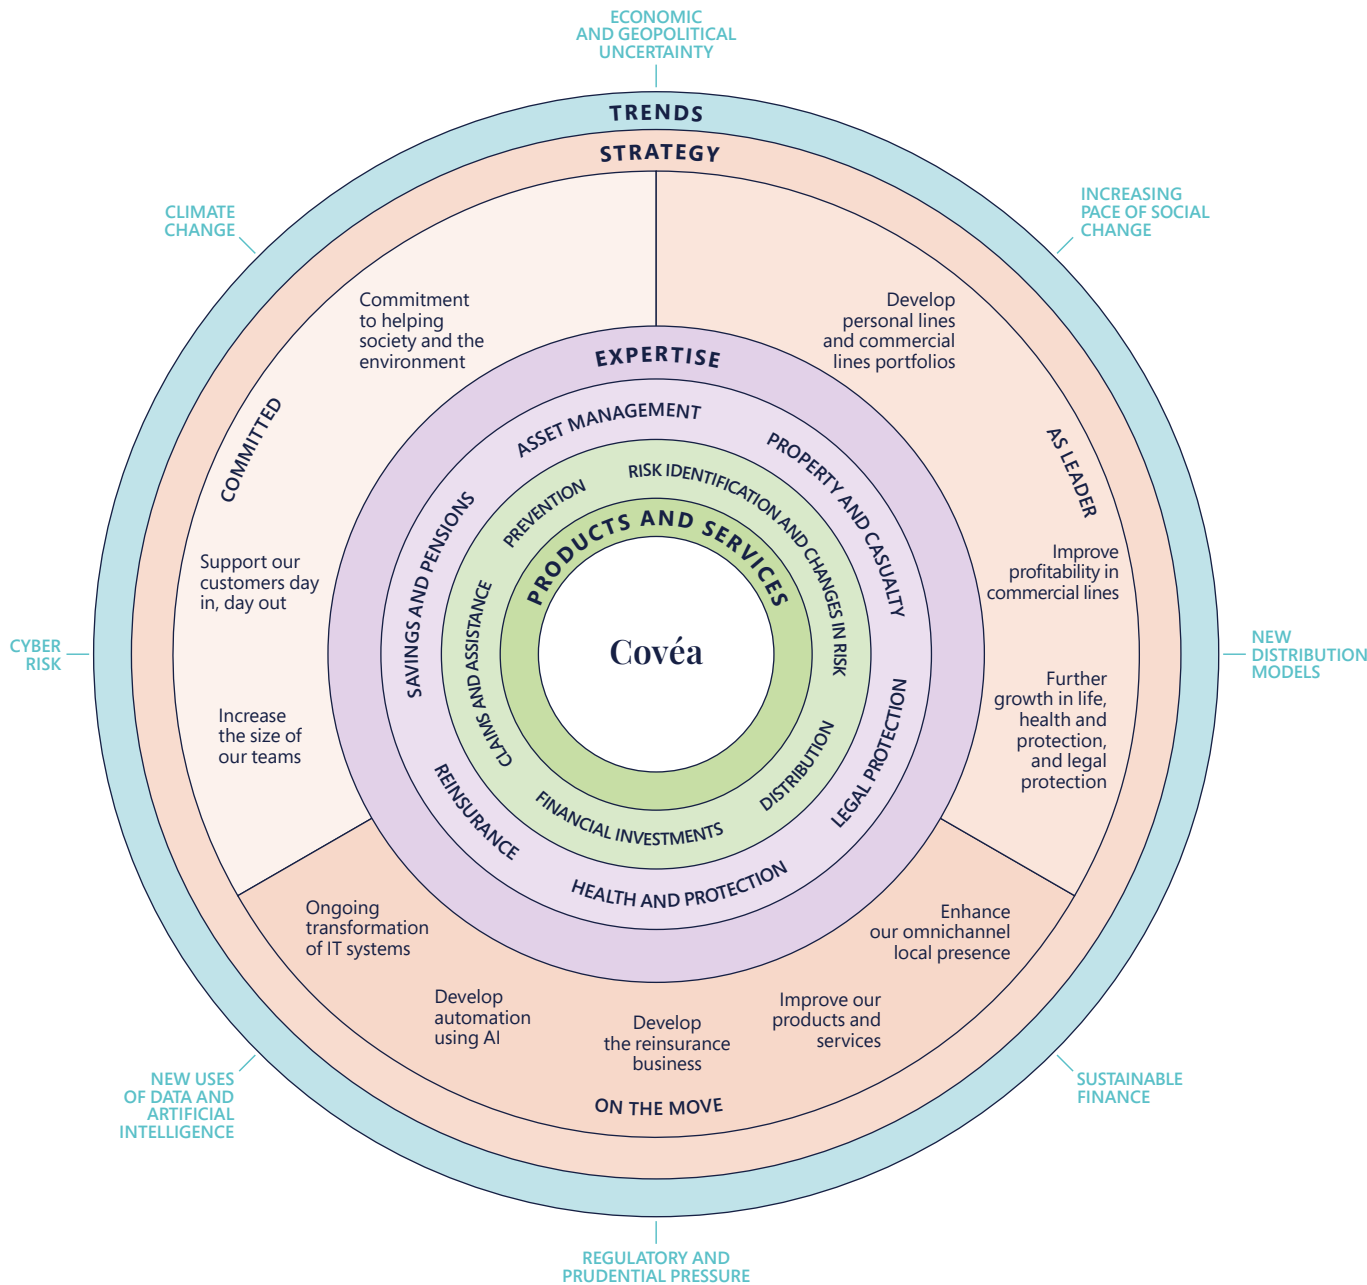 ECONOMIC
AND GEOPOLITICAL
UNCERTAINTY
TRENDS
STRATEGY
CLIMATE
CHANGE
INCREASING
PACE OF SOCIAL
CHANGE
Commitment
to helping
society and the
environment
Develop
personal lines
and commercial
lines portfolios
EXPERTISE
COMMITTED
AS LEADER
ASSET MANAGEMENT
PROPERTY AND CASUALTY
SAVINGS AND PENSIONS
PREVENTION
RISK IDENTIFICATION AND CHANGES IN RISK
PRODUCTS AND SERVICES
CLAIMS AND ASSISTANCE
Covéa
Support our
customers day
in, day out
Improve
profitability in
commercial lines
CYBER
RISK
NEW
DISTRIBUTION
MODELS
Increase
the size of
our teams
Further
growth in life,
health and
protection,
and legal
protection
LEGAL PROTECTION
DISTRIBUTION
REINSURANCE
FINANCIAL INVESTMENTS
HEALTH AND PROTECTION
Ongoing
transformation
of IT systems
Enhance
our omnichannel
local presence
Develop
automation
using AI
Develop
the reinsurance
business
Improve our
products and
services
ON THE MOVE
NEW USES
OF DATA AND
ARTIFICIAL
INTELLIGENCE
SUSTAINABLE
FINANCE
REGULATORY AND
PRUDENTIAL PRESSURE